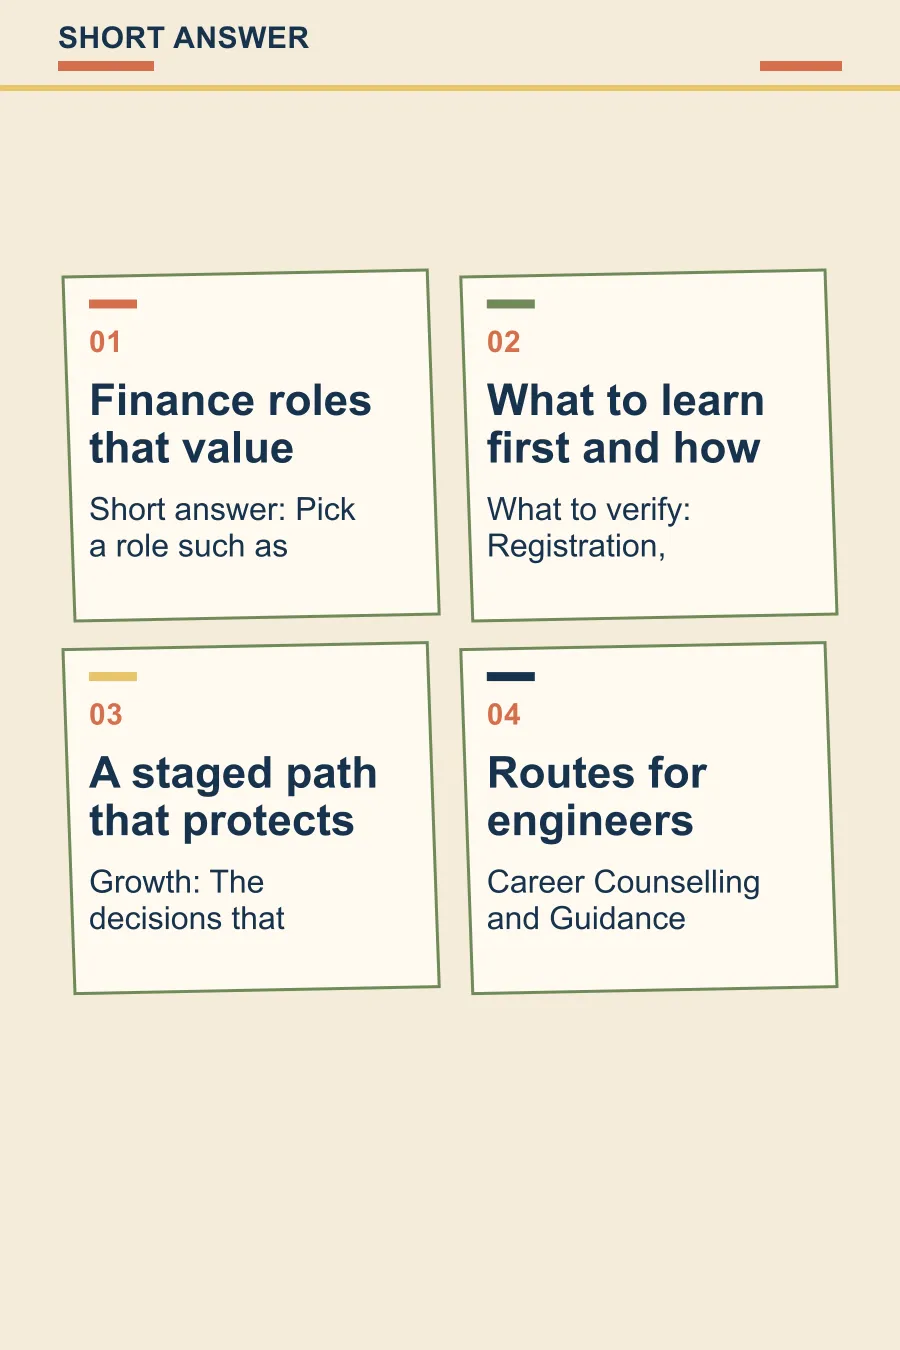 SHORT ANSWER
01
Finance roles
that value
Short answer: Pick
a role such as
02
What to learn
first and how
What to verify:
Registration,
03
A staged path
that protects
Growth: The
decisions that
04
Routes for
engineers
Career Counselling
and Guidance